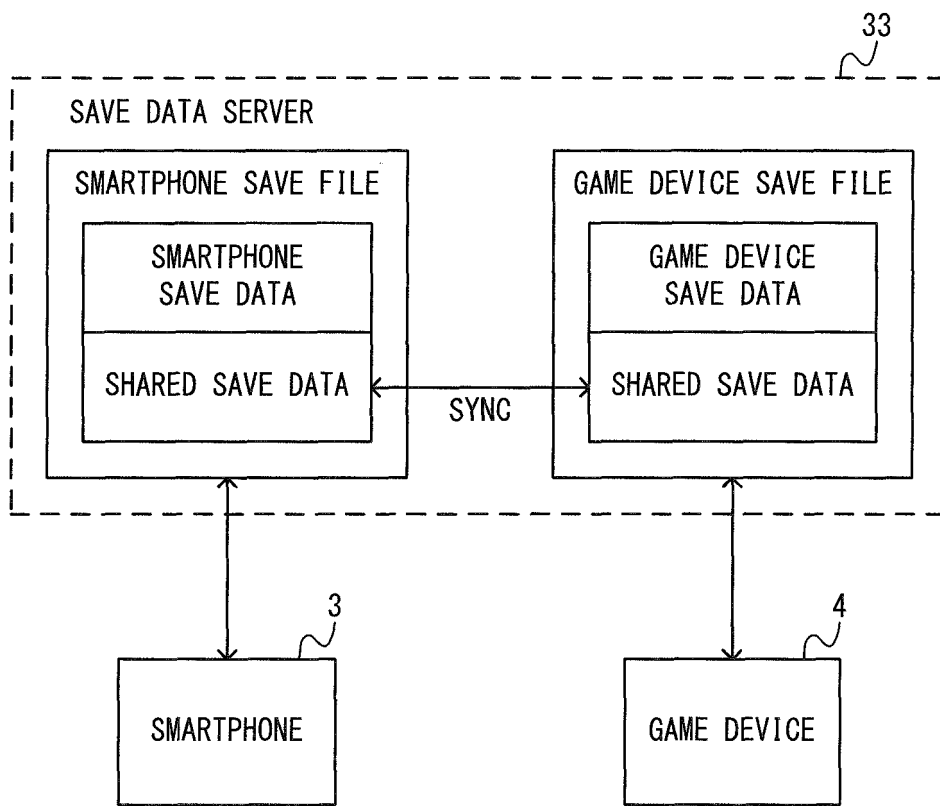 33
SAVE DATA SERVER
SMARTPHONE SAVE FILE
SMARTPHONE
SAVE DATA
SHARED SAVE DATA
SYNC
GAME DEVICE SAVE FILE
GAME DEVICE
SAVE DATA
SHARED SAVE DATA
3
SMARTPHONE
4
GAME DEVICE